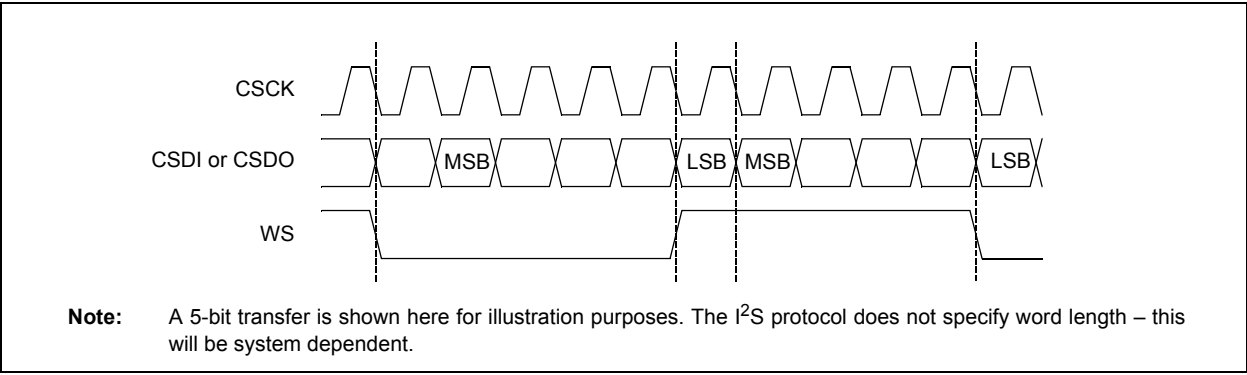 CSCK
CSDI or CSDO MSB LSB MSB LSB
WS
Note: A 5-bit transfer is shown here for illustration purposes. The I²S protocol does not specify word length – this
will be system dependent.